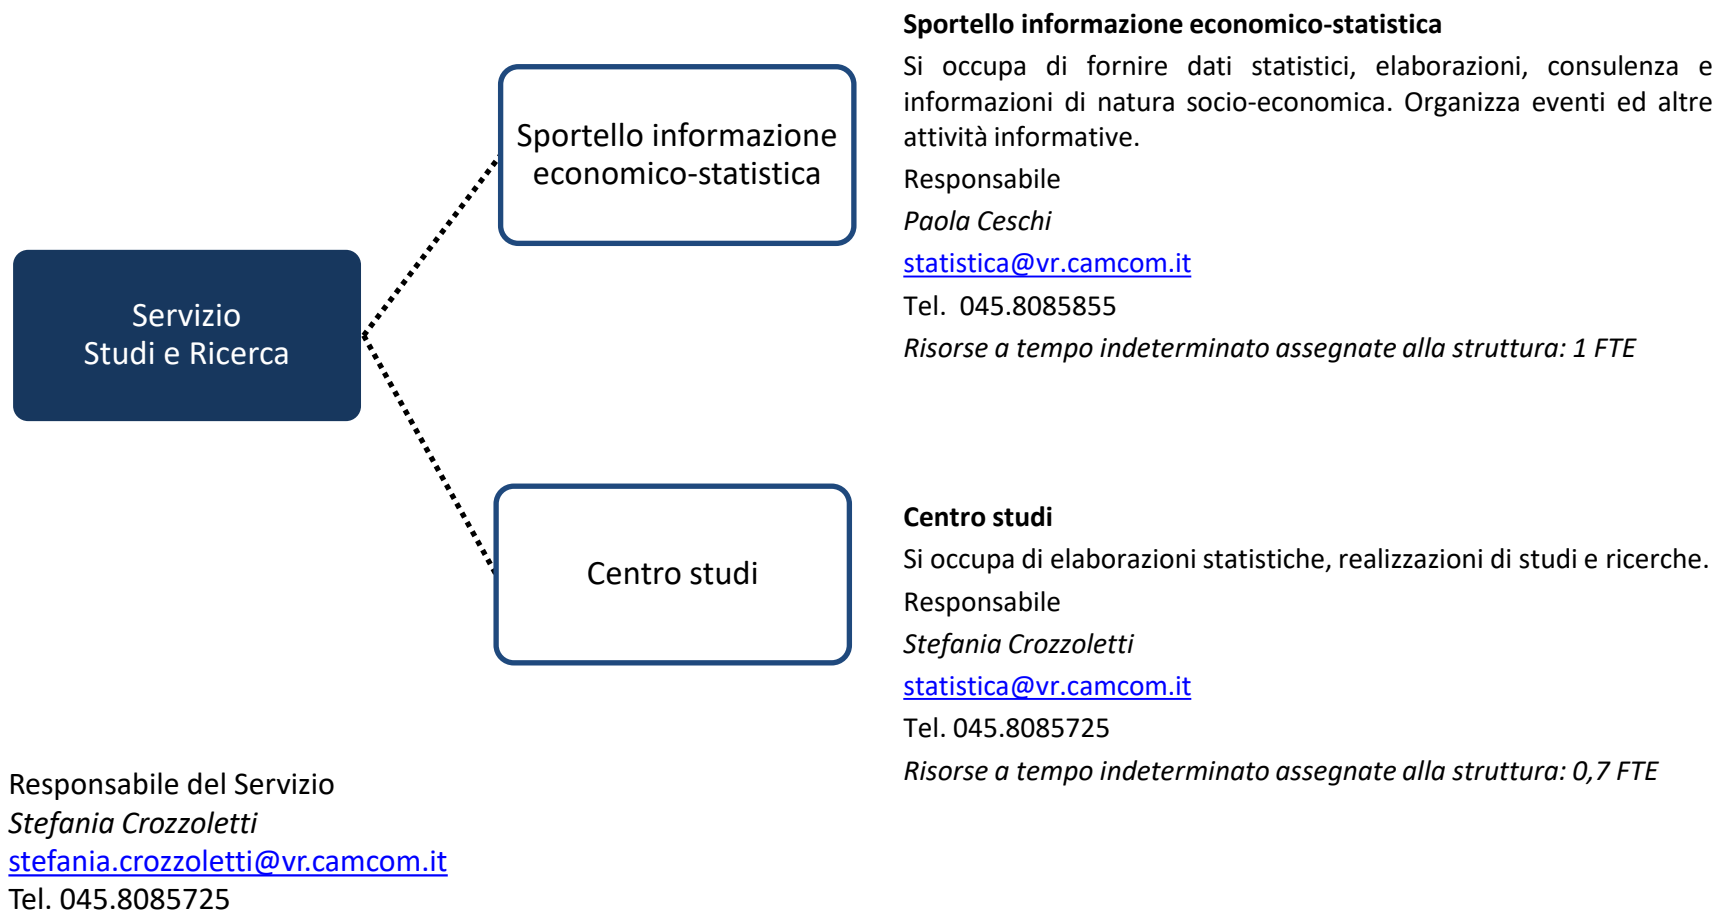 Servizio
Studi e Ricerca
Sportello informazione
economico-statistica
Centro studi
Sportello informazione economico-statistica
Si occupa di fornire dati statistici, elaborazioni, consulenza e
informazioni di natura socio-economica. Organizza eventi ed altre
attività informative.
Responsabile
Paola Ceschi
statistica@vr.camcom.it
Tel. 045.8085855
Risorse a tempo indeterminato assegnate alla struttura: 1 FTE
Centro studi
Si occupa di elaborazioni statistiche, realizzazioni di studi e ricerche.
Responsabile
Stefania Crozzoletti
statistica@vr.camcom.it
Tel. 045.8085725
Risorse a tempo indeterminato assegnate alla struttura: 0,7 FTE
Responsabile del Servizio
Stefania Crozzoletti
stefania.crozzoletti@vr.camcom.it
Tel. 045.8085725